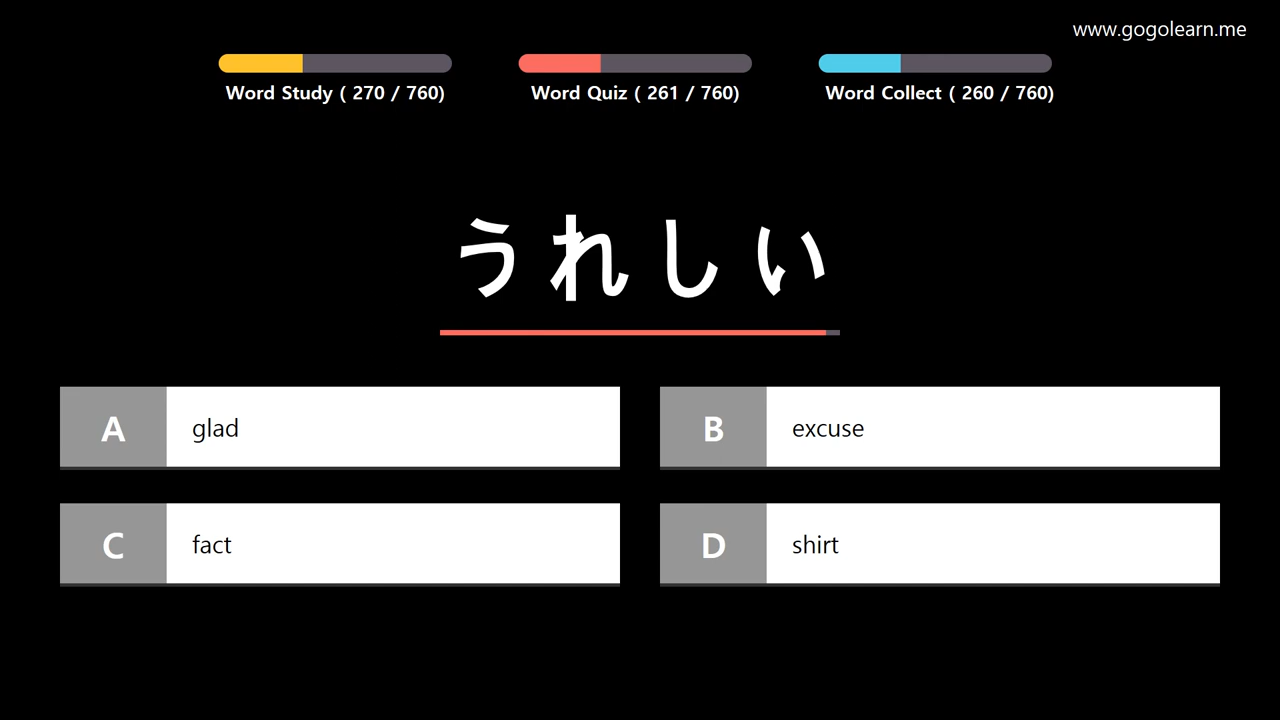 www.gogolearn.me
Word Study ( 270 / 760)
Word Quiz ( 261 / 760)
Word Collect ( 260 / 760)
うれしい
A glad
B excuse
C fact
D shirt